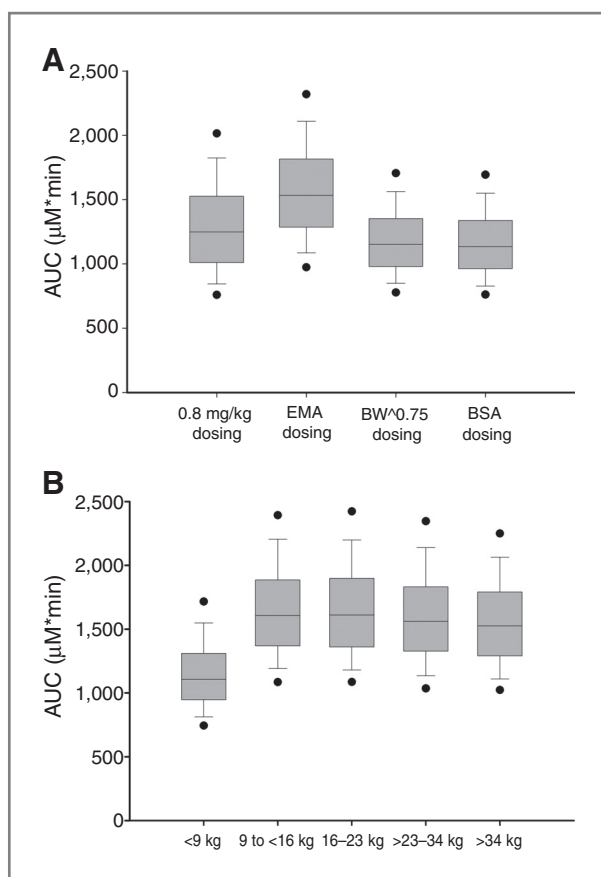 A
2,500
2,000
1,500
1,000
500
0
AUC (μM*min)
0.8 mg/kg
dosing
EMA
dosing
BW^0.75
dosing
BSA
dosing
B
2,500
2,000
1,500
1,000
500
0
AUC (μM*min)
<9 kg
9 to <16 kg
16–23 kg
>23–34 kg
>34 kg